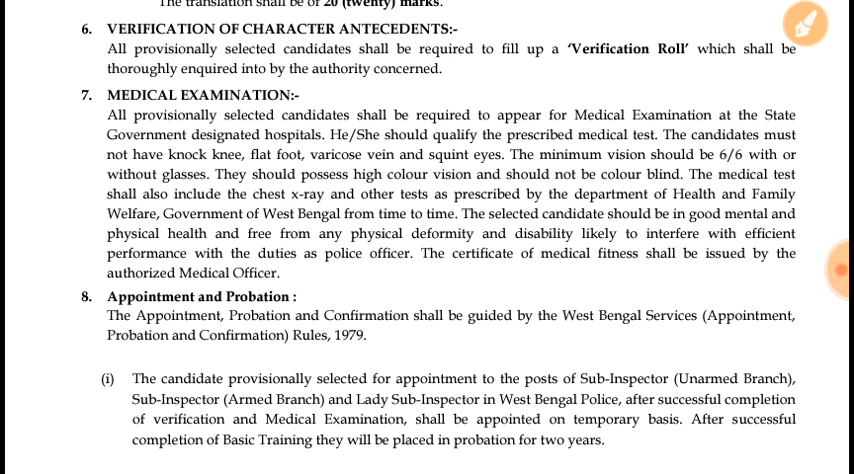 The translation shall be of 20 (twenty) marks.
6. VERIFICATION OF CHARACTER ANTECEDENTS:-
All provisionally selected candidates shall be required to fill up a ‘Verification Roll’ which shall be
thoroughly enquired into by the authority concerned.
7. MEDICAL EXAMINATION:-
All provisionally selected candidates shall be required to appear for Medical Examination at the State
Government designated hospitals. He/She should qualify the prescribed medical test. The candidates must
not have knock knee, flat foot, varicose vein and squint eyes. The minimum vision should be 6/6 with or
without glasses. They should possess high colour vision and should not be colour blind. The medical test
shall also include the chest x-ray and other tests as prescribed by the department of Health and Family
Welfare, Government of West Bengal from time to time. The selected candidate should be in good mental and
physical health and free from any physical deformity and disability likely to interfere with efficient
performance with the duties as police officer. The certificate of medical fitness shall be issued by the
authorized Medical Officer.
8. Appointment and Probation :
The Appointment, Probation and Confirmation shall be guided by the West Bengal Services (Appointment,
Probation and Confirmation) Rules, 1979.
(i) The candidate provisionally selected for appointment to the posts of Sub-Inspector (Unarmed Branch),
Sub-Inspector (Armed Branch) and Lady Sub-Inspector in West Bengal Police, after successful completion
of verification and Medical Examination, shall be appointed on temporary basis. After successful
completion of Basic Training they will be placed in probation for two years.